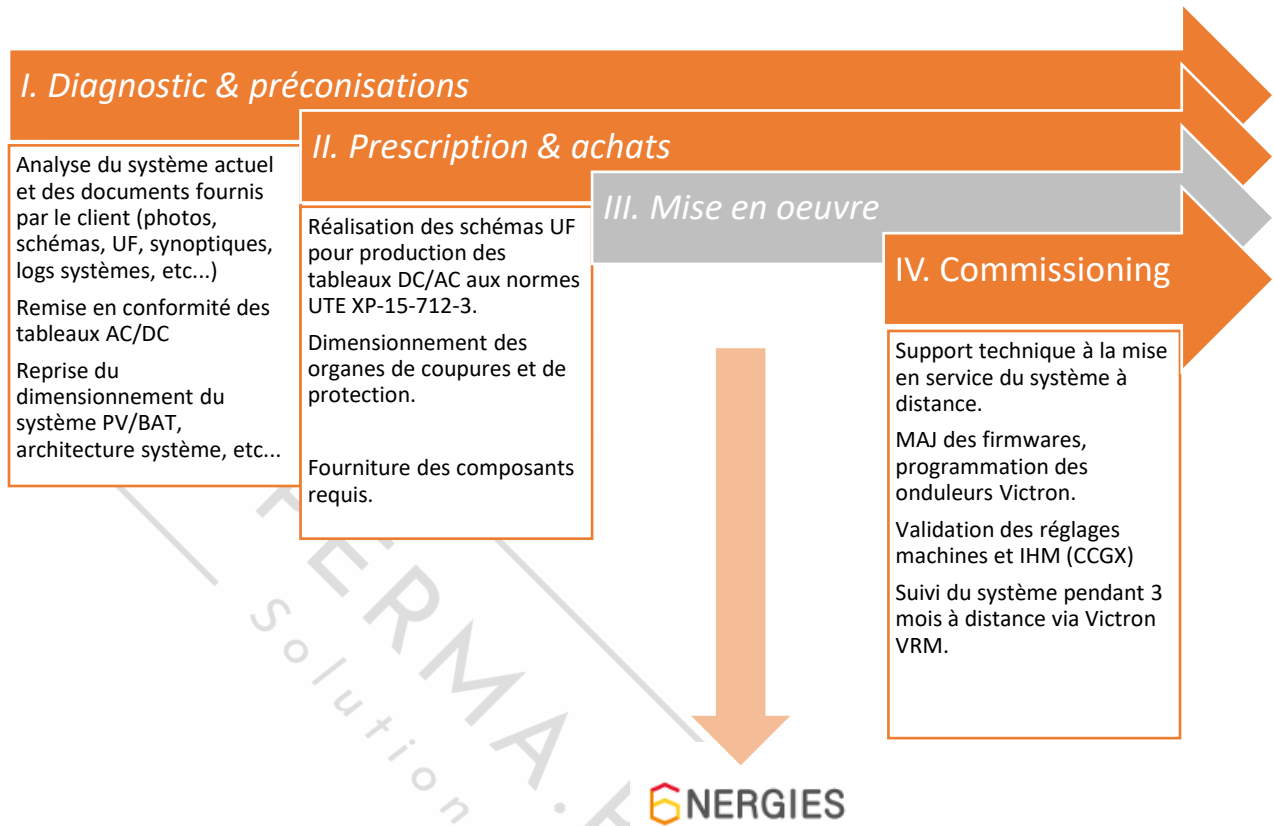 I. Diagnostic & préconisations
Analyse du système actuel
et des documents fournis
par le client (photos,
schémas, UF, synoptiques,
logs systèmes, etc...)
Remise en conformité des
tableaux AC/DC
Reprise du
dimensionnement du
système PV/BAT,
architecture système, etc...
II. Prescription & achats
Réalisation des schémas UF
pour production des
tableaux DC/AC aux normes
UTE XP-15-712-3.
Dimensionnement des
organes de coupures et de
protection.
Fourniture des composants
requis.
III. Mise en oeuvre
IV. Commissioning
Support technique à la mise
en service du système à
distance.
MAJ des firmwares,
programmation des
onduleurs Victron.
Validation des réglages
machines et IHM (CCGX)
Suivi du système pendant 3
mois à distance via Victron
VRM.
6NERGIES
PERMA.
Solution